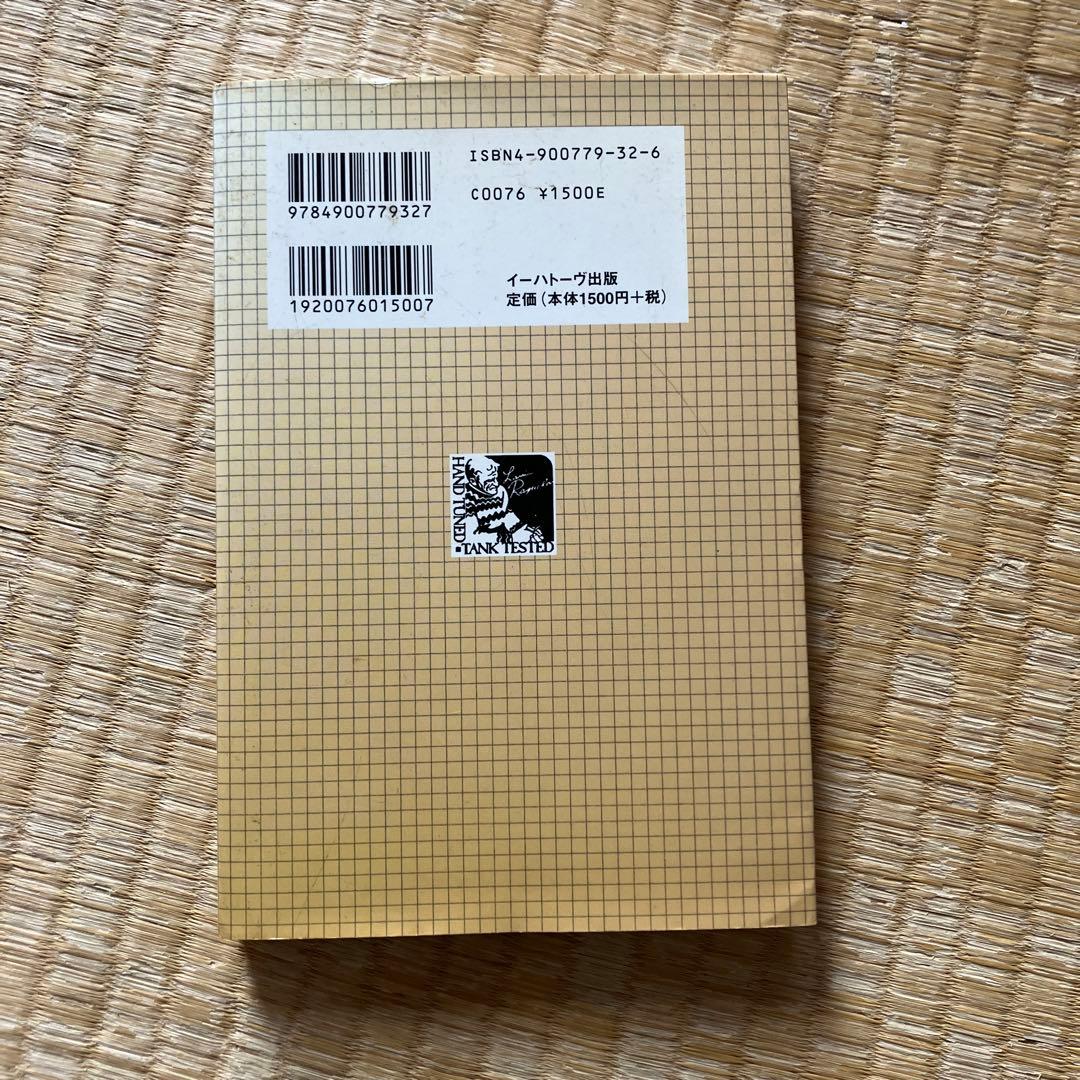 ISBN4-900779-32-6
C0076 ¥1500E
9784900779327
1920076015007
イーハトーヴ出版
定価(本体1500円+税)
HAND TUNED
TANK TESTED